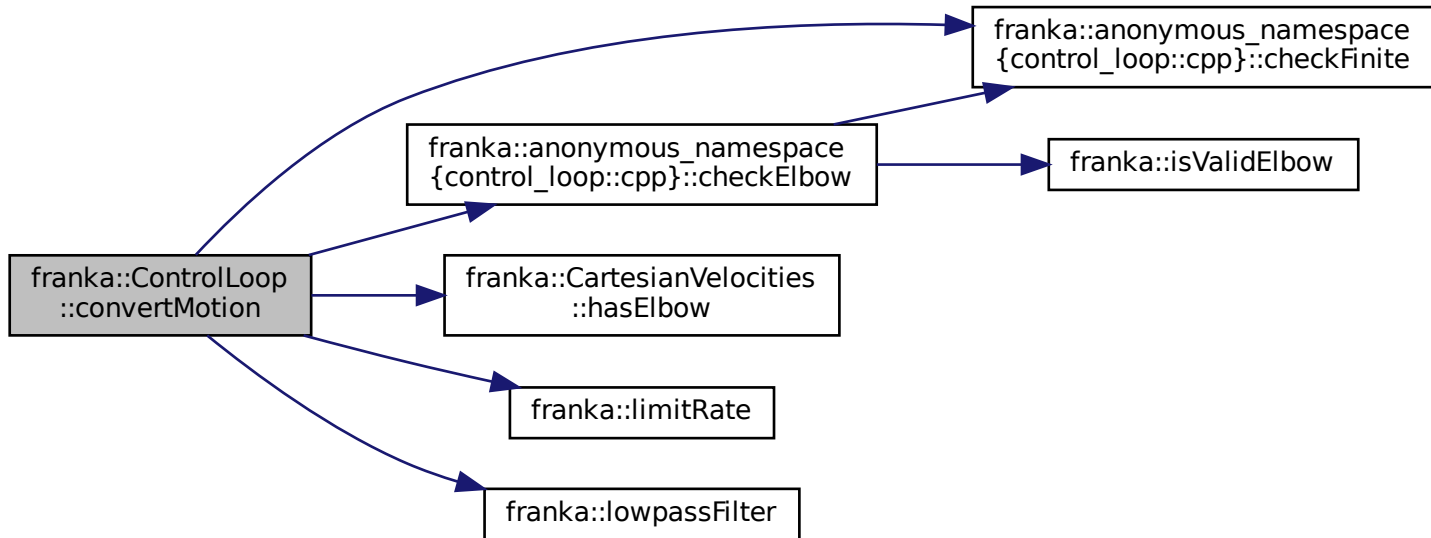 franka::anonymous_namespace
{control_loop::cpp}::checkFinite
franka::anonymous_namespace
{control_loop::cpp}::checkElbow
franka::isValidElbow
franka::ControlLoop
::convertMotion
franka::CartesianVelocities
::hasElbow
franka::limitRate
franka::lowpassFilter